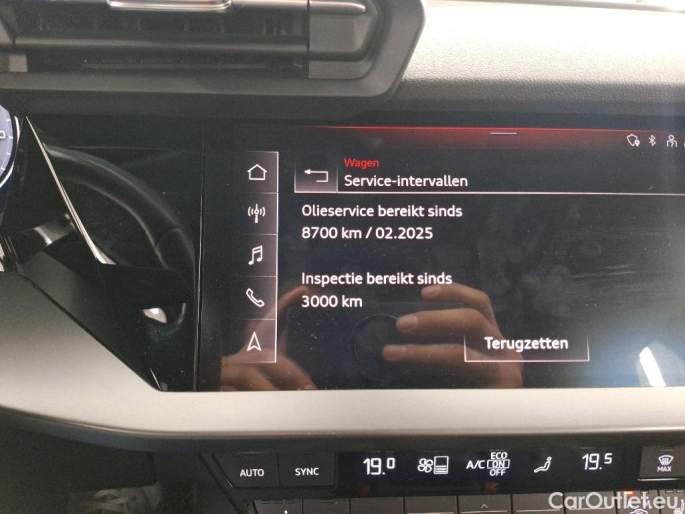 Wagen
Service-intervallen
Olieservice bereikt sinds
8700 km / 02.2025
Inspectie bereikt sinds
3000 km
Terugzetten
AUTO
SYNC
19.0
A/C
ECO
ON
OFF
19.5
MAX
CarOutlet.eu